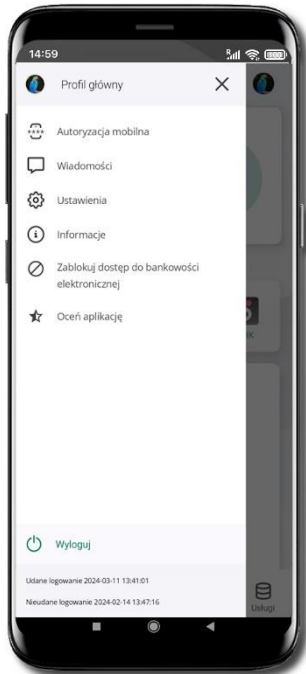 14:59
Profil główny
Autoryzacja mobilna
Wiadomości
Ustawienia
Informacje
Zablokuj dostęp do bankowości
elektronicznej
Oceń aplikację
Wyloguj
Udane logowanie 2024-03-11 13:41:01
Nieudane logowanie 2024-02-14 13:47:16
Usługi